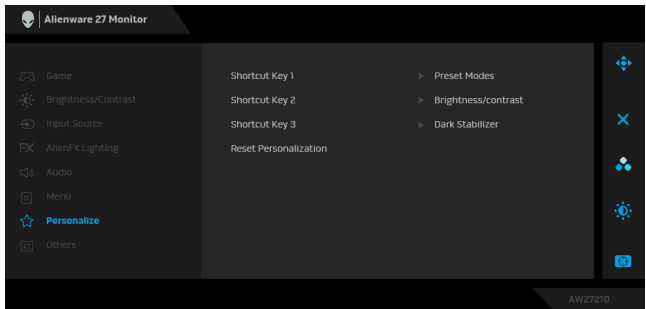 Alienware 27 Monitor
Game
Brightness/Contrast
Input Source
AlienFX Lighting
Audio
Menu
Personalize
Others
Shortcut Key 1 Preset Modes
Shortcut Key 2 Brightness/contrast
Shortcut Key 3 Dark Stabilizer
Reset Personalization
AW2721D